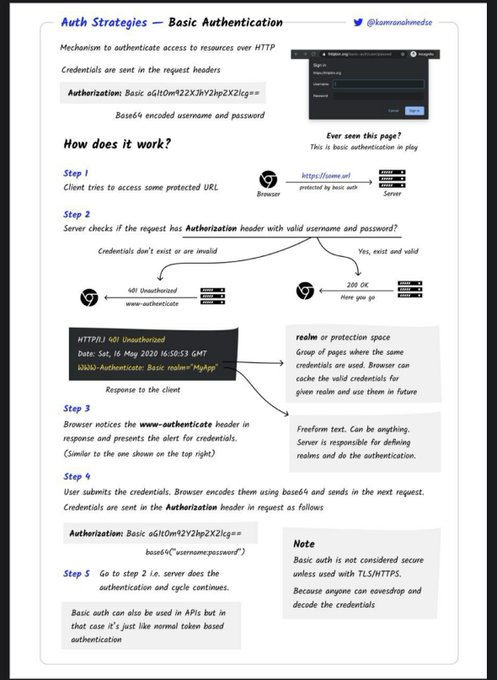 Auth Strategies — Basic Authentication
@kamranahmedse
Mechanism to authenticate access to resources over HTTP
Credentials are sent in the request headers
Authorization: Basic aGltOm92Z2XJhY2hpX2Zlcg==
Base64 encoded username and password
Sign in
Username
Password
Cancel
Sign in
Ever seen this page?
This is basic authentication in play
How does it work?
Step 1
Client tries to access some protected URL
Browser
https://some.url
protected by basic auth
Server
Step 2
Server checks if the request has Authorization header with valid username and password?
Credentials don't exist or are invalid
Yes, exist and valid
401 Unauthorized
www-authenticate
200 OK
Here you go
HTTP/1.1 401 Unauthorized
Date: Sat, 16 May 2020 16:50:53 GMT
WWW-Authenticate: Basic realm="MyApp"
Response to the client
realm or protection space
Group of pages where the same
credentials are used. Browser can
cache the valid credentials for
given realm and use them in future
Freeform text. Can be anything.
Server is responsible for defining
realms and do the authentication.
Step 3
Browser notices the www-authenticate header in
response and presents the alert for credentials.
(Similar to the one shown on the top right)
Step 4
User submits the credentials. Browser encodes them using base64 and sends in the next request.
Credentials are sent in the Authorization header in request as follows
Authorization: Basic aGltOm92Y2hpX2Zlcg==
base64("username:password")
Step 5 Go to step 2 i.e. server does the
authentication and cycle continues.
Basic auth can also be used in APIs but in
that case it's just like normal token based
authentication
Note
Basic auth is not considered secure
unless used with TLS/HTTPS.
Because anyone can eavesdrop and
decode the credentials